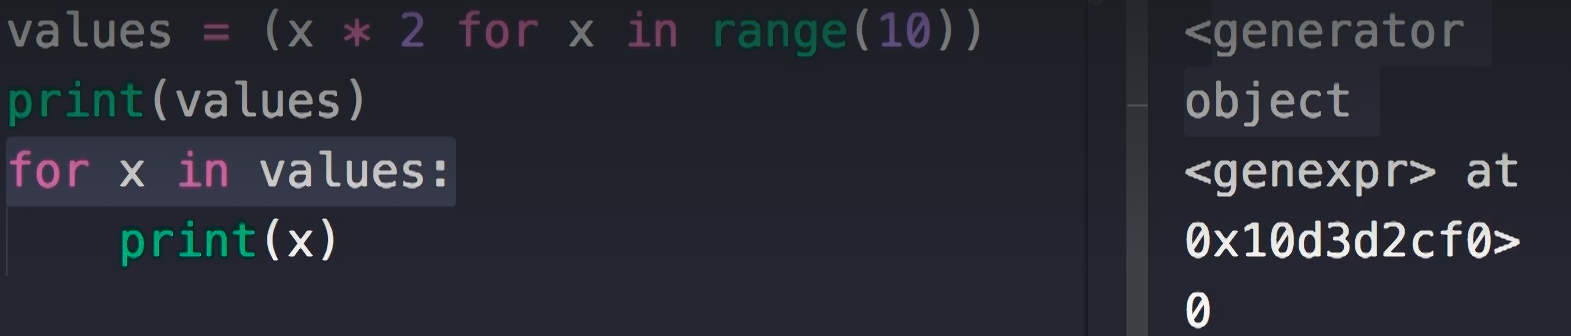 values = (x * 2 for x in range(10))
print(values)
for x in values:
    print(x)
<generator
object
<genexpr> at
0x10d3d2cf0>
0